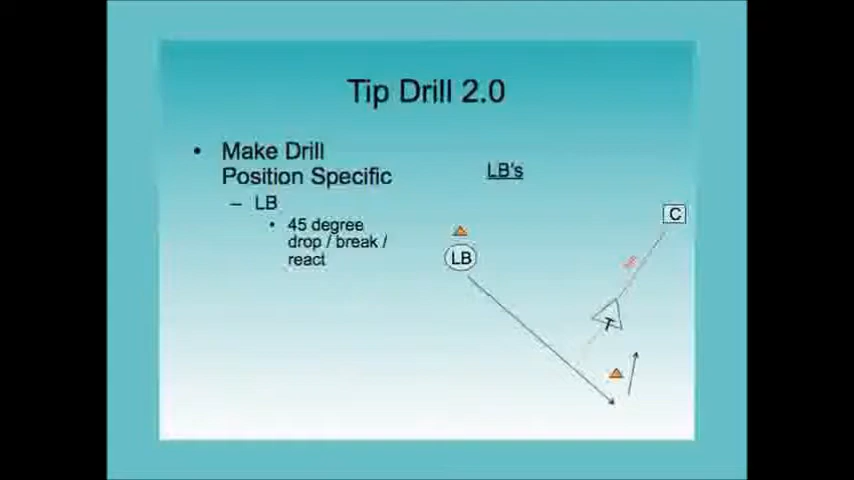 Tip Drill 2.0
• Make Drill
Position Specific
– LB
• 45 degree
drop / break /
react
LB's
C
LB
T